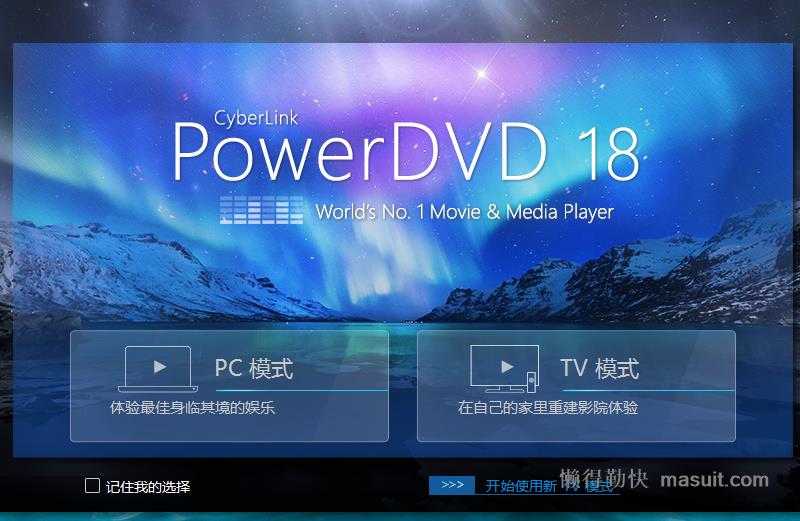 CyberLink
PowerDVD 18
World's No. 1 Movie & Media Player
PC 模式
体验最佳身临其境的娱乐
TV 模式
在自己的家里重建影院体验
记住我的选择
>>> 开始使用新 TV 模式
懒得勤快 masuit.com